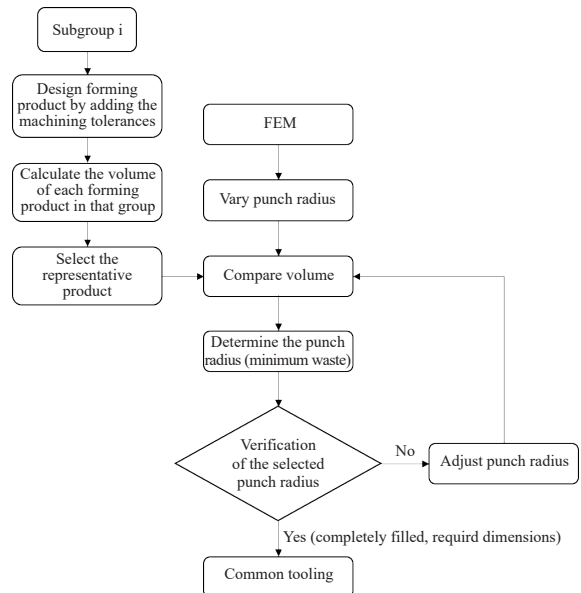 Subgroup i
Design forming
product by adding the
machining tolerances
Calculate the volume
of each forming
product in that group
Select the
representative
product
FEM
Vary punch radius
Compare volume
Determine the punch
radius (minimum waste)
Verification
of the selected
punch radius
No
Adjust punch radius
Yes (completely filled, requird dimensions)
Common tooling